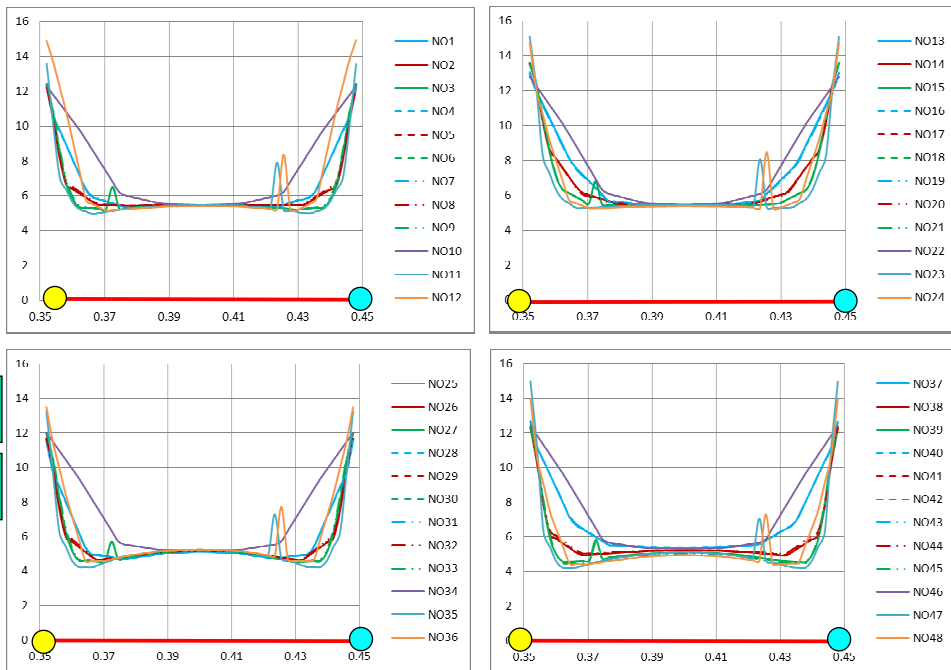 16
14
12
10
8
6
4
2
0
0.35 0.37 0.39 0.41 0.43 0.45
NO1
NO2
NO3
NO4
NO5
NO6
NO7
NO8
NO9
NO10
NO11
NO12
16
14
12
10
8
6
4
2
0
0.35 0.37 0.39 0.41 0.43 0.45
NO13
NO14
NO15
NO16
NO17
NO18
NO19
NO20
NO21
NO22
NO23
NO24
16
14
12
10
8
6
4
2
0
0.35 0.37 0.39 0.41 0.43 0.45
NO25
NO26
NO27
NO28
NO29
NO30
NO31
NO32
NO33
NO34
NO35
NO36
16
14
12
10
8
6
4
2
0
0.35 0.37 0.39 0.41 0.43 0.45
NO37
NO38
NO39
NO40
NO41
NO42
NO43
NO44
NO45
NO46
NO47
NO48